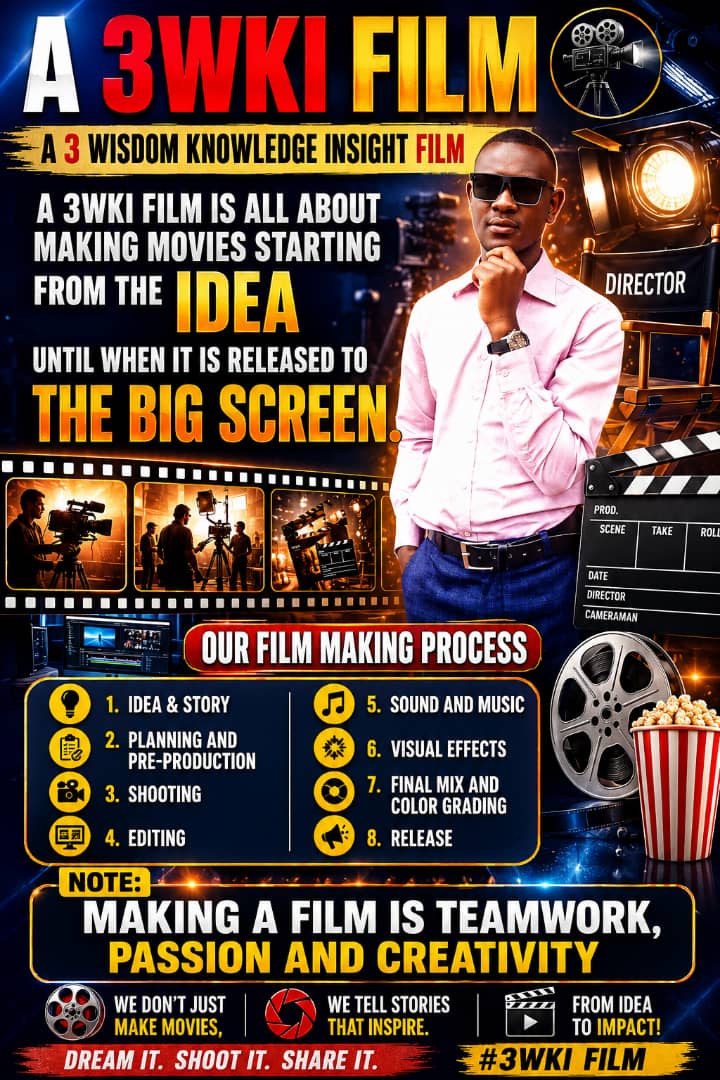 A 3WKI FILM
A 3 WISDOM KNOWLEDGE INSIGHT FILM
A 3WKI FILM IS ALL ABOUT
MAKING MOVIES STARTING
FROM THE IDEA
UNTIL WHEN IT IS RELEASED TO
THE BIG SCREEN.
DIRECTOR
PROD.
SCENE TAKE ROLL
DATE
DIRECTOR
CAMERAMAN
OUR FILM MAKING PROCESS
1. IDEA & STORY
2. PLANNING AND
PRE-PRODUCTION
3. SHOOTING
4. EDITING
5. SOUND AND MUSIC
6. VISUAL EFFECTS
7. FINAL MIX AND
COLOR GRADING
8. RELEASE
NOTE:
MAKING A FILM IS TEAMWORK,
PASSION AND CREATIVITY
WE DON'T JUST
MAKE MOVIES,
WE TELL STORIES
THAT INSPIRE.
FROM IDEA
TO IMPACT!
DREAM IT. SHOOT IT. SHARE IT.
#3WKI FILM